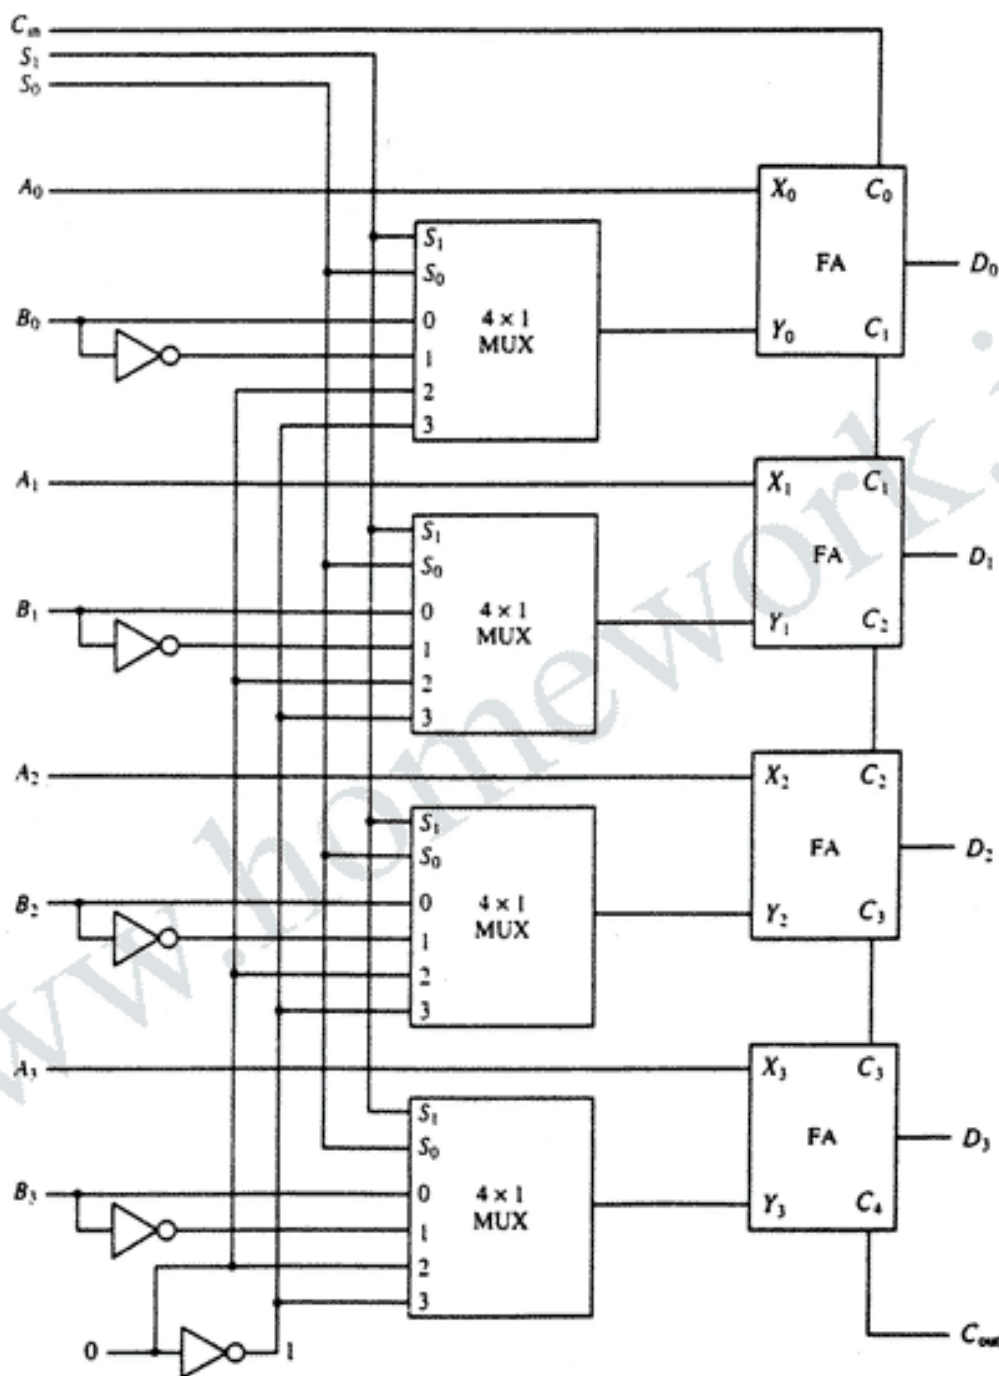 C_in
S_1
S_0
A_0
X_0 C_0
S_1
FA
D_0
S_0
B_0
0
4 × 1
MUX
Y_0 C_1
1
2
3
A_1
X_1 C_1
S_1
FA
D_1
S_0
B_1
0
4 × 1
MUX
Y_1 C_2
1
2
3
A_2
X_2 C_2
S_1
FA
D_2
S_0
B_2
0
4 × 1
MUX
Y_2 C_3
1
2
3
A_3
X_3 C_3
S_1
FA
D_3
S_0
B_3
0
4 × 1
MUX
Y_3 C_4
1
2
3
0
1
C_out
www.homework.